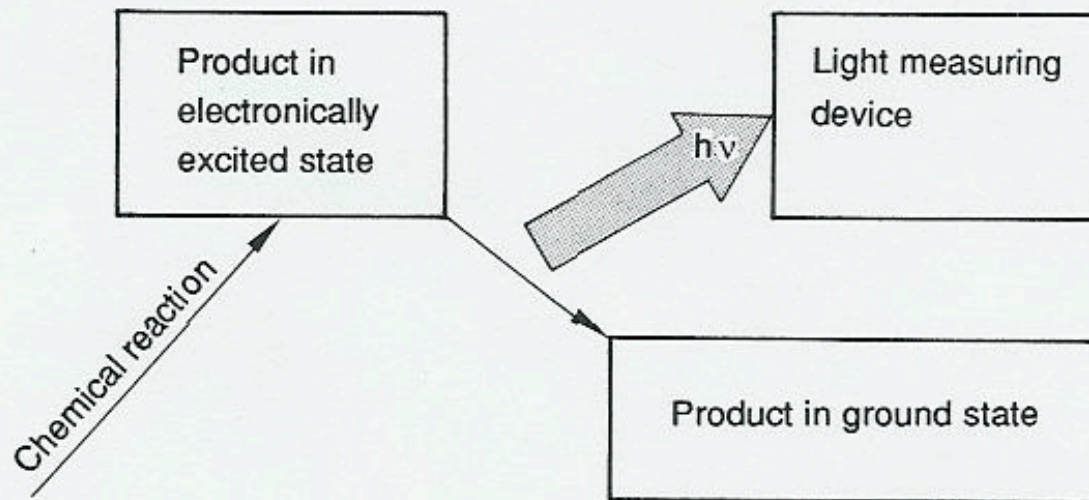 Product in
electronically
excited state
Light measuring
device
hν
Chemical reaction
Product in ground state